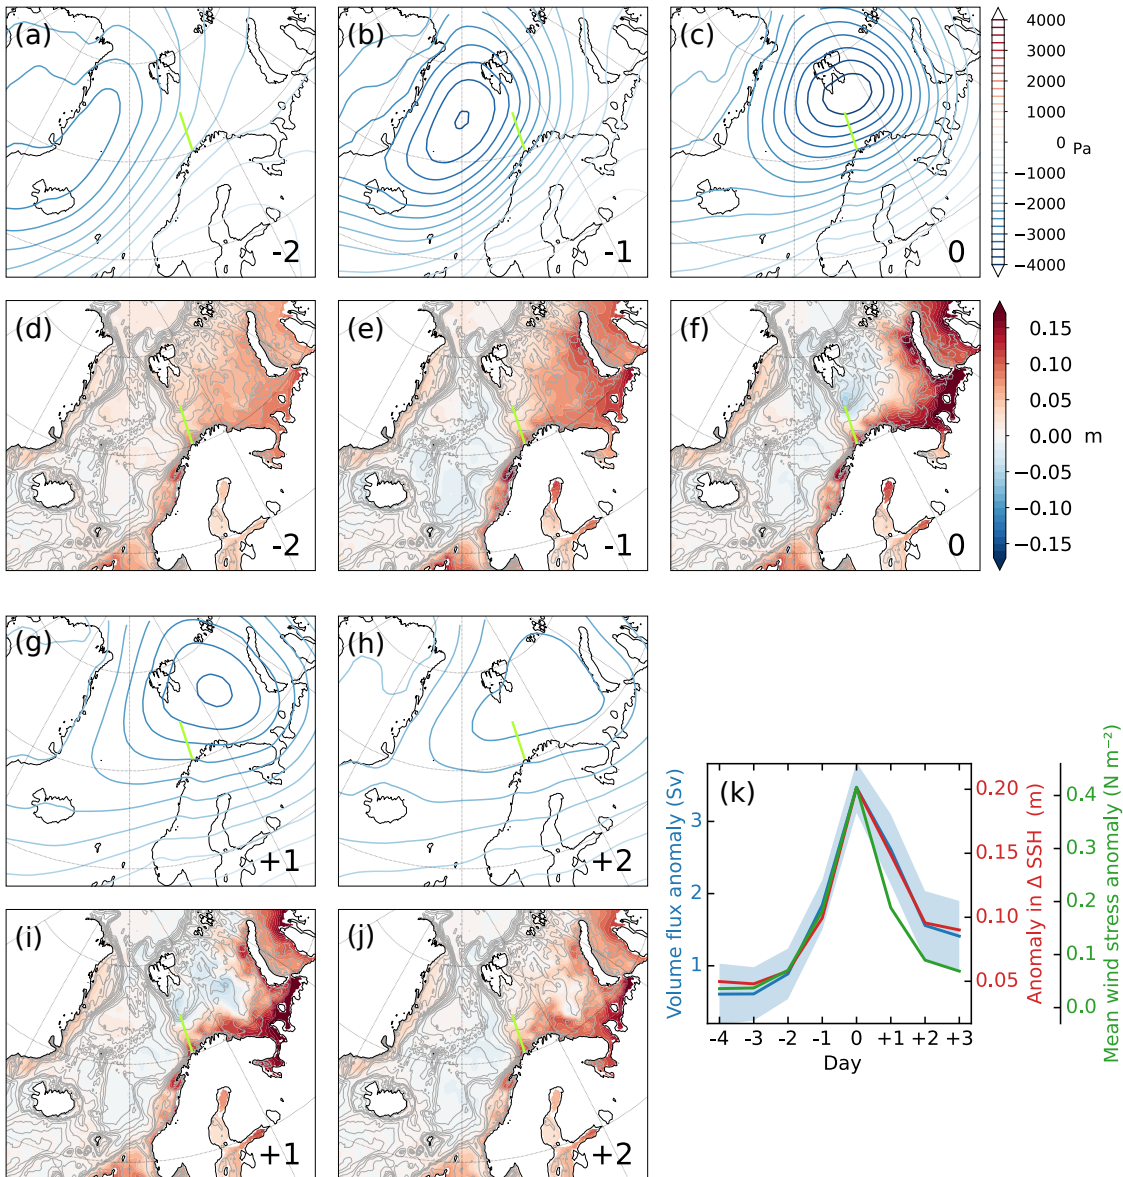 (a)
-2
(b)
-1
(c)
0
4000
3000
2000
1000
0
−1000
−2000
−3000
−4000
Pa
(d)
-2
(e)
-1
(f)
0
0.15
0.10
0.05
0.00
−0.05
−0.10
−0.15
m
(g)
+1
(h)
+2
(i)
+1
(j)
+2
(k)
Volume flux anomaly (Sv)
3
2
1
-4 -3 -2 -1 0 +1 +2 +3
Day
0.20
0.15
0.10
0.05
Anomaly in Δ SSH (m)
0.4
0.3
0.2
0.1
0.0
Mean wind stress anomaly (N m⁻²)